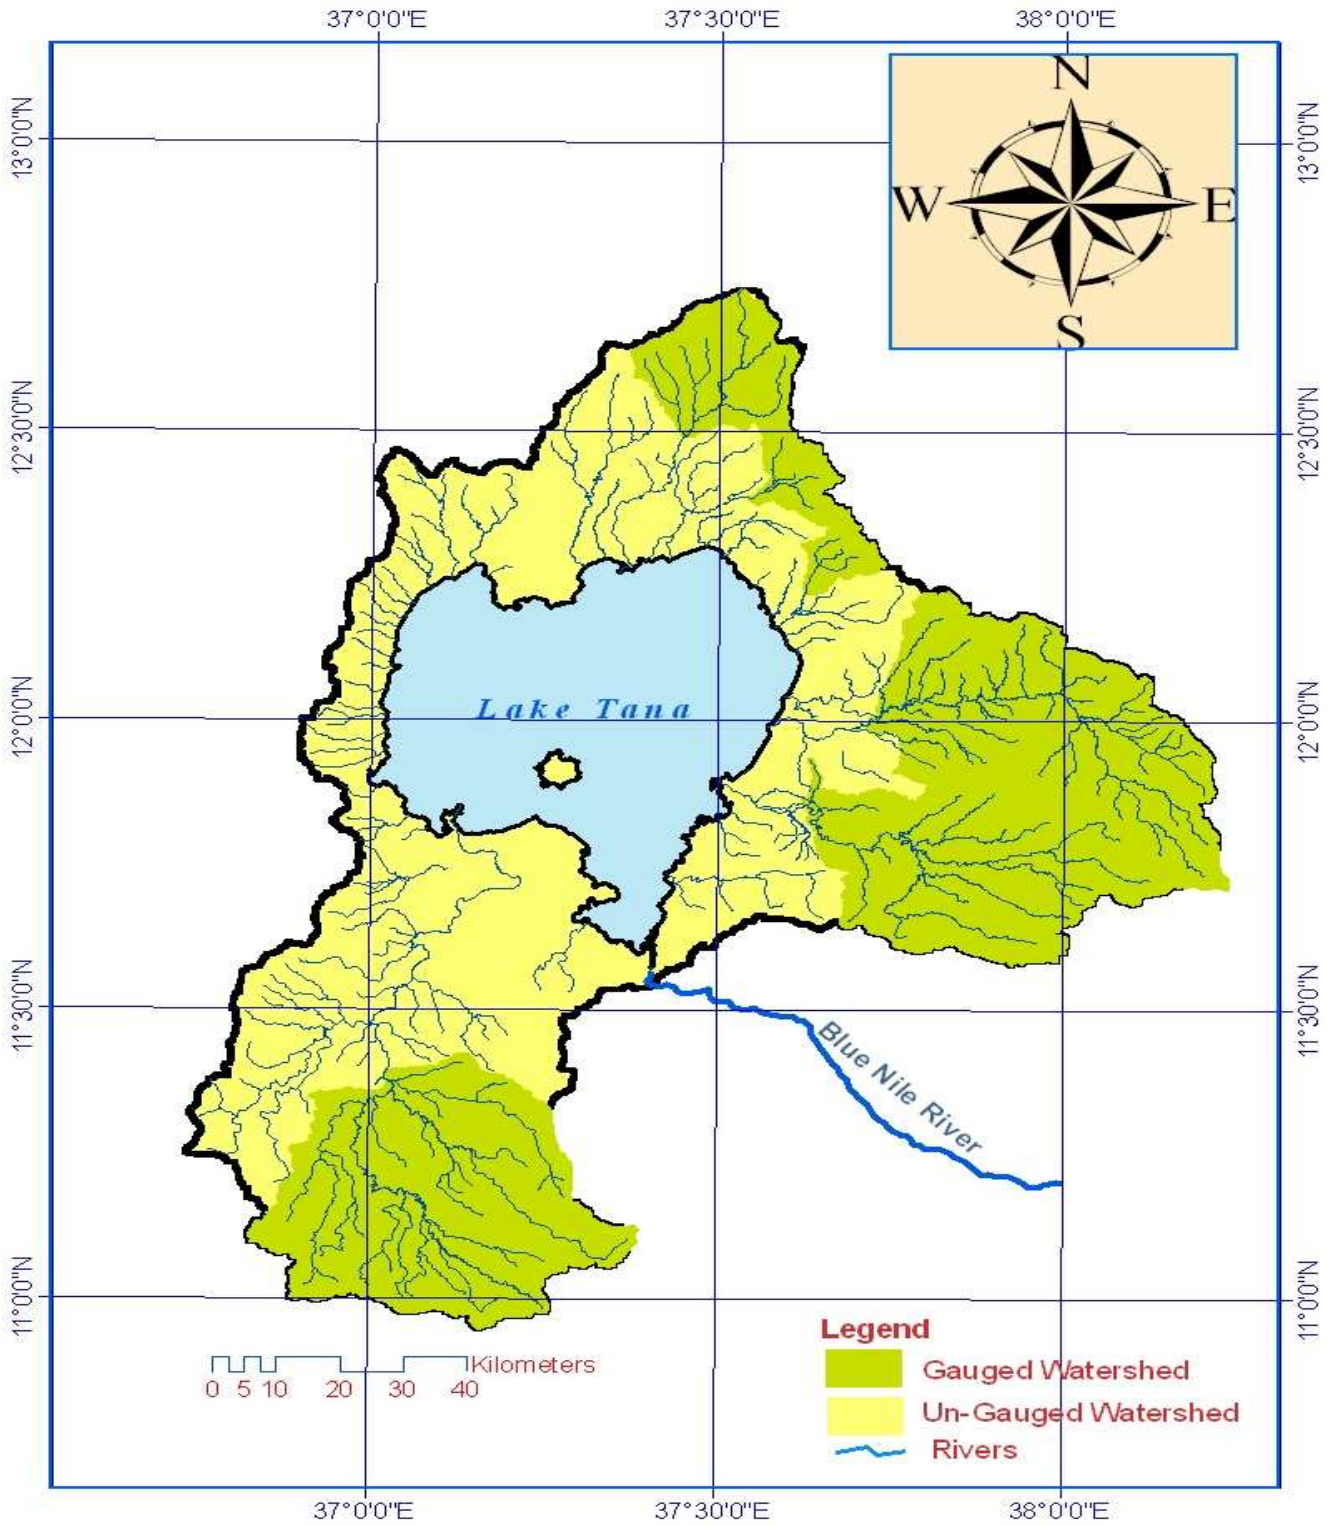 37°0'0"E 37°30'0"E 38°0'0"E
N
W E
S
13°0'0"N 13°0'0"N
12°30'0"N 12°30'0"N
Lake Tana
12°0'0"N 12°0'0"N
11°30'0"N 11°30'0"N
Blue Nile River
11°0'0"N 11°0'0"N
Kilometers
0 5 10 20 30 40
Legend
Gauged Watershed
Un-Gauged Watershed
Rivers
37°0'0"E 37°30'0"E 38°0'0"E